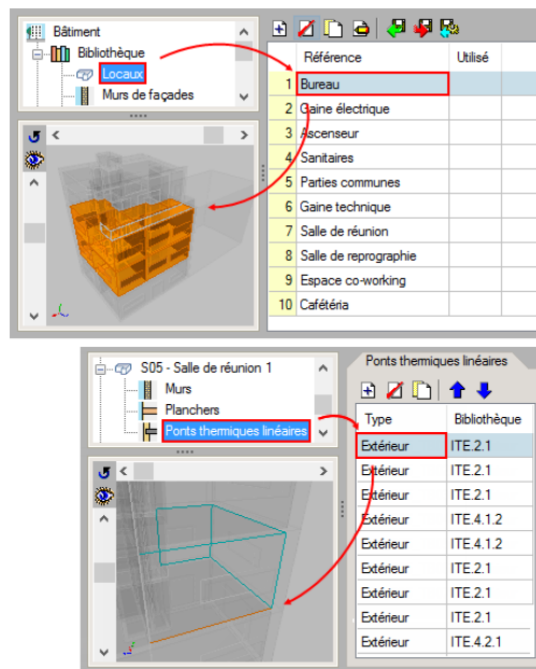 Bâtiment
Bibliothèque
Locaux
Murs de façades
Référence Utilisé
1 Bureau
2 Gaine électrique
3 Ascenseur
4 Sanitaires
5 Parties communes
6 Gaine technique
7 Salle de réunion
8 Salle de reprographie
9 Espace co-working
10 Cafétéria
S05 - Salle de réunion 1
Murs
Planchers
Ponts thermiques linéaires
Ponts thermiques linéaires
Type Bibliothèque
Extérieur ITE.2.1
Extérieur ITE.2.1
Extérieur ITE.2.1
Extérieur ITE.4.1.2
Extérieur ITE.4.1.2
Extérieur ITE.2.1
Extérieur ITE.2.1
Extérieur ITE.2.1
Extérieur ITE.4.2.1